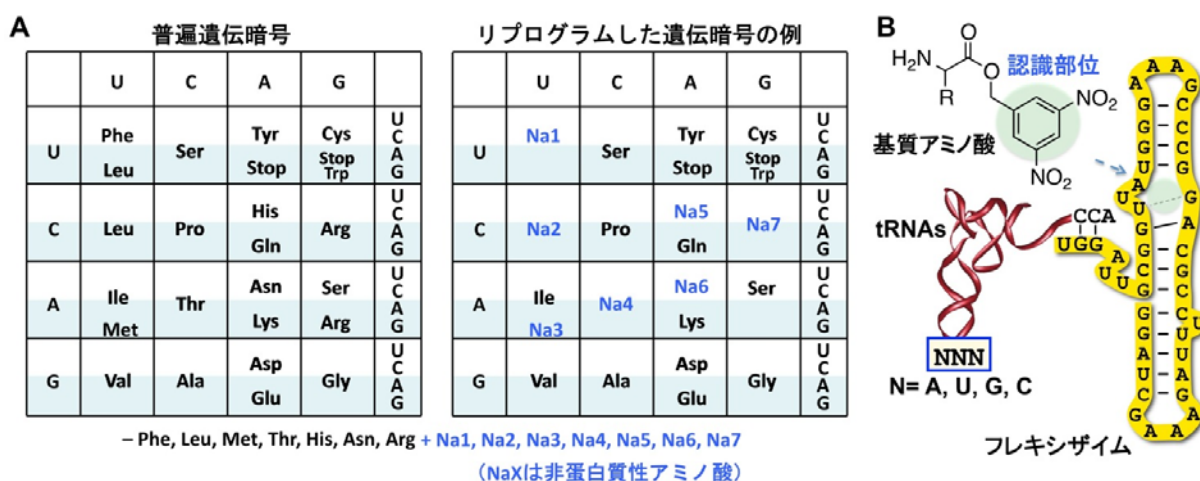 A
普遍遺伝暗号
U C A G
U
Phe
Leu
Ser
Tyr
Stop
Cys
Stop
Trp
U
C
A
G
C
Leu
Pro
His
Gln
Arg
U
C
A
G
A
Ile
Met
Thr
Asn
Lys
Ser
Arg
U
C
A
G
G
Val
Ala
Asp
Glu
Gly
U
C
A
G
リプログラムした遺伝暗号の例
U C A G
U
Na1
Ser
Tyr
Stop
Cys
Stop
Trp
U
C
A
G
C
Na2
Pro
Na5
Gln
Na7
U
C
A
G
A
Ile
Na3
Na4
Na6
Lys
Ser
U
C
A
G
G
Val
Ala
Asp
Glu
Gly
U
C
A
G
– Phe, Leu, Met, Thr, His, Asn, Arg + Na1, Na2, Na3, Na4, Na5, Na6, Na7
（NaXは非蛋白質性アミノ酸）
B
H₂N
O
O
R
認識部位
NO₂
NO₂
基質アミノ酸
tRNAs
CCA
UGG
A
U
U
NNN
N= A, U, G, C
フレキシザイム